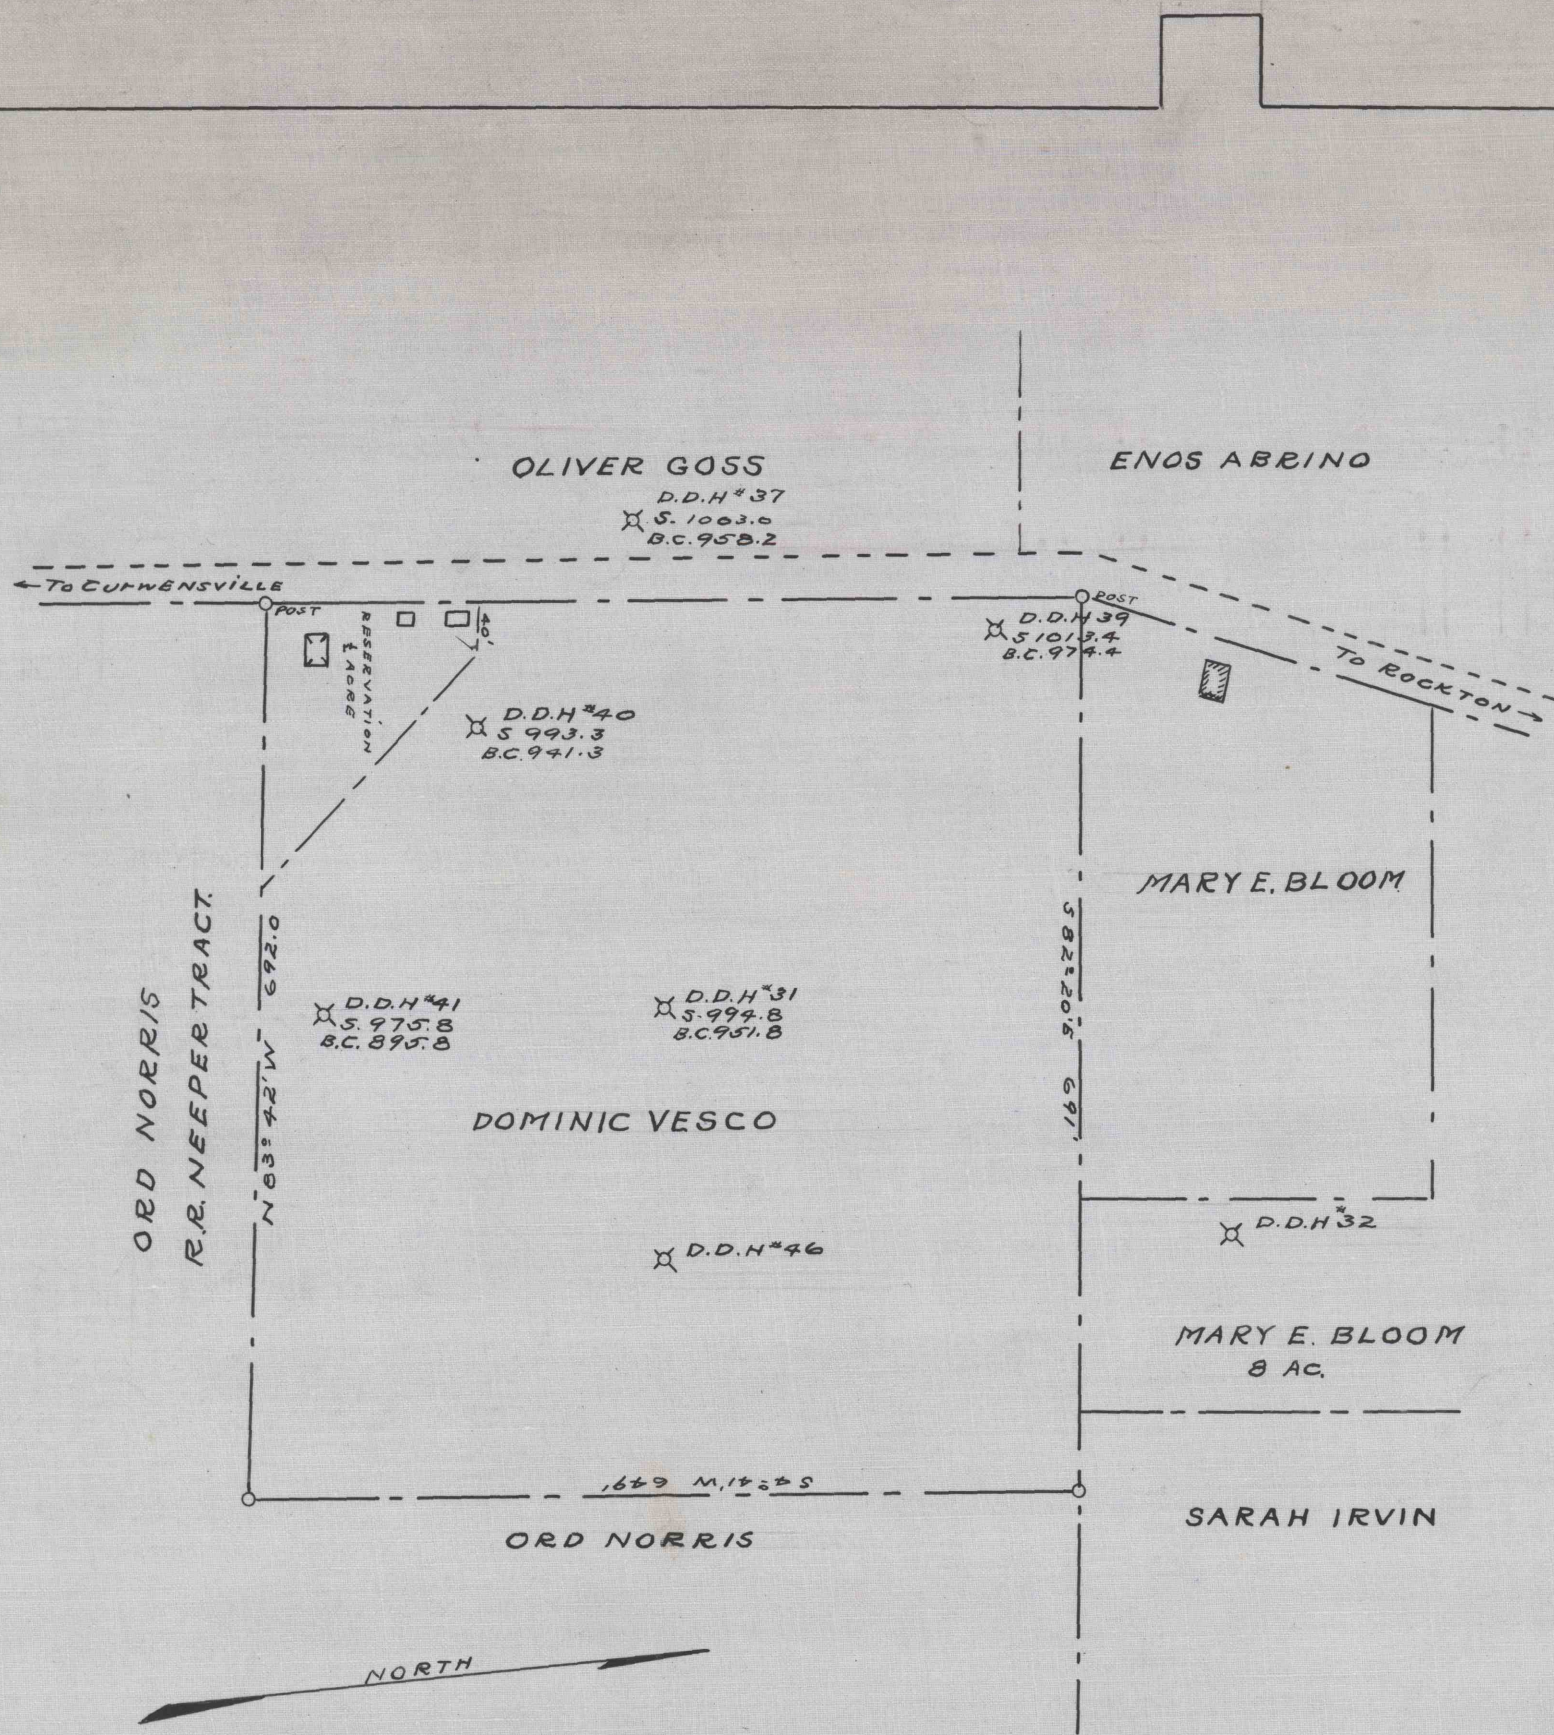 OLIVER GOSS
D.D.H # 37
S. 1003.0
B.C. 958.2
ENOS ABRINO
← TO CURWENSVILLE
POST
RESERVATION
ACRE
40'
POST
D.D.H 39
S 1013.4
B.C. 974.4
TO ROCKTON →
D.D.H #40
S 993.3
B.C. 941.3
MARY E. BLOOM
ORD NORRIS
R.R. NEEPER TRACT.
N 83° 42' W 692.0
D.D.H #41
S. 975.8
B.C. 895.8
D.D.H #31
S. 994.8
B.C. 951.8
S 82° 20' E 691'
DOMINIC VESCO
D.D.H #46
D.D.H #32
MARY E. BLOOM
8 AC.
S 4° 41' W 649'
ORD NORRIS
SARAH IRVIN
NORTH